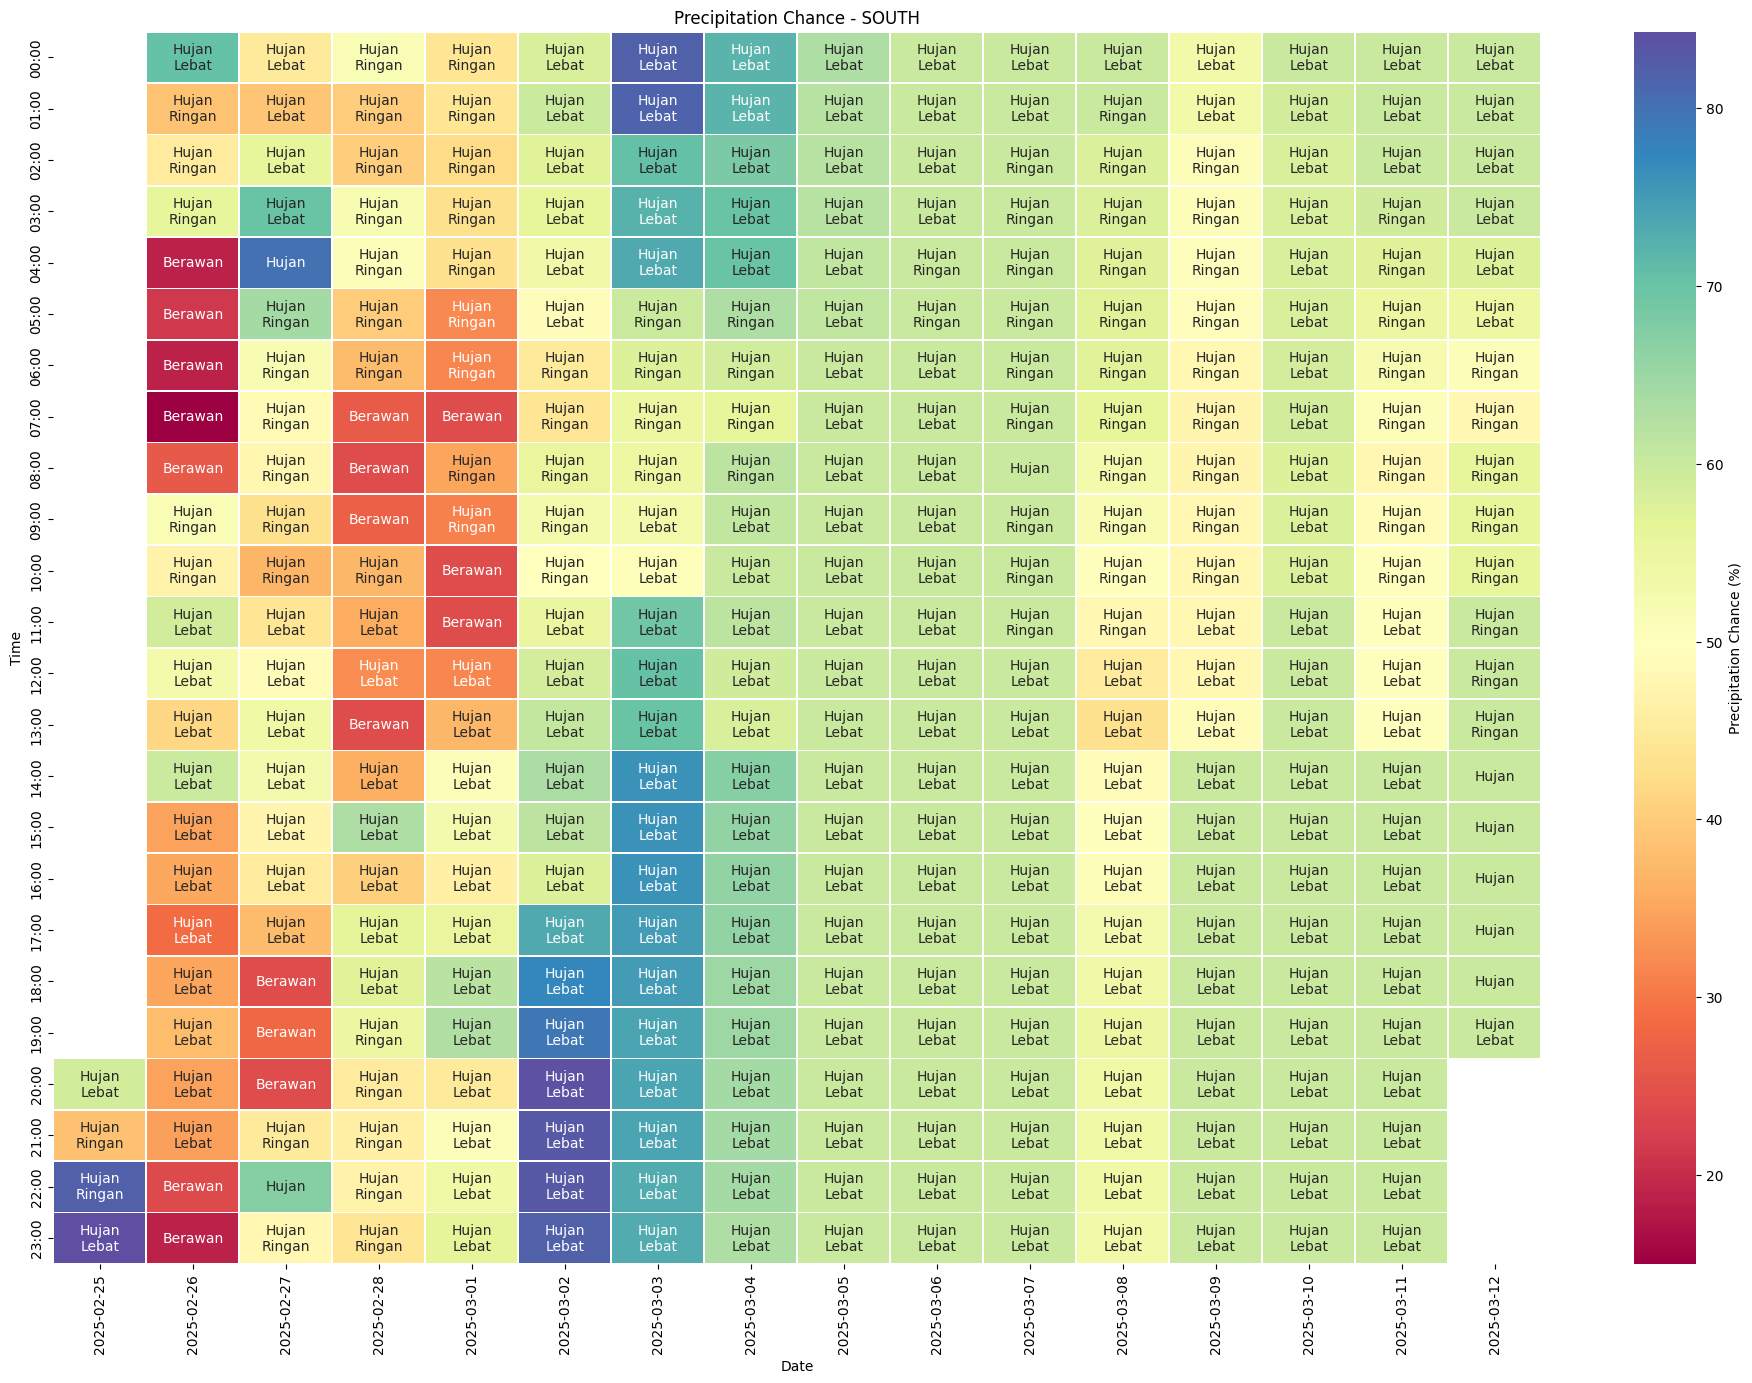 Precipitation Chance - SOUTH
00:00 Hujan Lebat Hujan Lebat Hujan Ringan Hujan Ringan Hujan Lebat Hujan Lebat Hujan Lebat Hujan Lebat Hujan Lebat Hujan Lebat Hujan Lebat Hujan Lebat Hujan Lebat Hujan Lebat Hujan Lebat
01:00 Hujan Ringan Hujan Lebat Hujan Ringan Hujan Ringan Hujan Lebat Hujan Lebat Hujan Lebat Hujan Lebat Hujan Lebat Hujan Lebat Hujan Ringan Hujan Lebat Hujan Lebat Hujan Lebat Hujan Lebat
02:00 Hujan Ringan Hujan Lebat Hujan Ringan Hujan Ringan Hujan Lebat Hujan Lebat Hujan Lebat Hujan Lebat Hujan Lebat Hujan Ringan Hujan Ringan Hujan Ringan Hujan Lebat Hujan Lebat Hujan Lebat
03:00 Hujan Ringan Hujan Lebat Hujan Ringan Hujan Ringan Hujan Lebat Hujan Lebat Hujan Lebat Hujan Lebat Hujan Lebat Hujan Ringan Hujan Ringan Hujan Ringan Hujan Lebat Hujan Ringan Hujan Lebat
04:00 Berawan Hujan Hujan Ringan Hujan Ringan Hujan Lebat Hujan Lebat Hujan Lebat Hujan Lebat Hujan Ringan Hujan Ringan Hujan Ringan Hujan Ringan Hujan Lebat Hujan Ringan Hujan Lebat
05:00 Berawan Hujan Ringan Hujan Ringan Hujan Ringan Hujan Lebat Hujan Ringan Hujan Ringan Hujan Lebat Hujan Ringan Hujan Ringan Hujan Ringan Hujan Ringan Hujan Lebat Hujan Ringan Hujan Lebat
06:00 Berawan Hujan Ringan Hujan Ringan Hujan Ringan Hujan Ringan Hujan Ringan Hujan Ringan Hujan Lebat Hujan Lebat Hujan Ringan Hujan Ringan Hujan Ringan Hujan Lebat Hujan Ringan Hujan Ringan
07:00 Berawan Hujan Ringan Berawan Berawan Hujan Ringan Hujan Ringan Hujan Ringan Hujan Lebat Hujan Lebat Hujan Ringan Hujan Ringan Hujan Ringan Hujan Lebat Hujan Ringan Hujan Ringan
08:00 Berawan Hujan Ringan Berawan Hujan Ringan Hujan Ringan Hujan Ringan Hujan Ringan Hujan Lebat Hujan Lebat Hujan Hujan Ringan Hujan Ringan Hujan Lebat Hujan Ringan Hujan Ringan
09:00 Hujan Ringan Hujan Ringan Berawan Hujan Ringan Hujan Ringan Hujan Lebat Hujan Lebat Hujan Lebat Hujan Lebat Hujan Ringan Hujan Ringan Hujan Ringan Hujan Lebat Hujan Ringan Hujan Ringan
10:00 Hujan Ringan Hujan Ringan Hujan Ringan Berawan Hujan Ringan Hujan Lebat Hujan Lebat Hujan Lebat Hujan Lebat Hujan Ringan Hujan Ringan Hujan Ringan Hujan Lebat Hujan Ringan Hujan Ringan
11:00 Hujan Lebat Hujan Lebat Hujan Lebat Berawan Hujan Lebat Hujan Lebat Hujan Lebat Hujan Lebat Hujan Lebat Hujan Ringan Hujan Ringan Hujan Lebat Hujan Lebat Hujan Lebat Hujan Ringan
12:00 Hujan Lebat Hujan Lebat Hujan Lebat Hujan Lebat Hujan Lebat Hujan Lebat Hujan Lebat Hujan Lebat Hujan Lebat Hujan Lebat Hujan Lebat Hujan Lebat Hujan Lebat Hujan Lebat Hujan Ringan
13:00 Hujan Lebat Hujan Lebat Berawan Hujan Lebat Hujan Lebat Hujan Lebat Hujan Lebat Hujan Lebat Hujan Lebat Hujan Lebat Hujan Lebat Hujan Lebat Hujan Lebat Hujan Lebat Hujan Ringan
14:00 Hujan Lebat Hujan Lebat Hujan Lebat Hujan Lebat Hujan Lebat Hujan Lebat Hujan Lebat Hujan Lebat Hujan Lebat Hujan Lebat Hujan Lebat Hujan Lebat Hujan Lebat Hujan Lebat Hujan
15:00 Hujan Lebat Hujan Lebat Hujan Lebat Hujan Lebat Hujan Lebat Hujan Lebat Hujan Lebat Hujan Lebat Hujan Lebat Hujan Lebat Hujan Lebat Hujan Lebat Hujan Lebat Hujan Lebat Hujan
16:00 Hujan Lebat Hujan Lebat Hujan Lebat Hujan Lebat Hujan Lebat Hujan Lebat Hujan Lebat Hujan Lebat Hujan Lebat Hujan Lebat Hujan Lebat Hujan Lebat Hujan Lebat Hujan Lebat Hujan
17:00 Hujan Lebat Hujan Lebat Hujan Lebat Hujan Lebat Hujan Lebat Hujan Lebat Hujan Lebat Hujan Lebat Hujan Lebat Hujan Lebat Hujan Lebat Hujan Lebat Hujan Lebat Hujan Lebat Hujan
18:00 Hujan Lebat Berawan Hujan Lebat Hujan Lebat Hujan Lebat Hujan Lebat Hujan Lebat Hujan Lebat Hujan Lebat Hujan Lebat Hujan Lebat Hujan Lebat Hujan Lebat Hujan Lebat Hujan
19:00 Hujan Lebat Berawan Hujan Ringan Hujan Lebat Hujan Lebat Hujan Lebat Hujan Lebat Hujan Lebat Hujan Lebat Hujan Lebat Hujan Lebat Hujan Lebat Hujan Lebat Hujan Lebat Hujan Lebat
20:00 Hujan Lebat Hujan Lebat Berawan Hujan Ringan Hujan Lebat Hujan Lebat Hujan Lebat Hujan Lebat Hujan Lebat Hujan Lebat Hujan Lebat Hujan Lebat Hujan Lebat Hujan Lebat Hujan Lebat
21:00 Hujan Ringan Hujan Lebat Hujan Ringan Hujan Ringan Hujan Lebat Hujan Lebat Hujan Lebat Hujan Lebat Hujan Lebat Hujan Lebat Hujan Lebat Hujan Lebat Hujan Lebat Hujan Lebat Hujan Lebat
22:00 Hujan Ringan Berawan Hujan Hujan Ringan Hujan Lebat Hujan Lebat Hujan Lebat Hujan Lebat Hujan Lebat Hujan Lebat Hujan Lebat Hujan Lebat Hujan Lebat Hujan Lebat Hujan Lebat
23:00 Hujan Lebat Berawan Hujan Ringan Hujan Ringan Hujan Lebat Hujan Lebat Hujan Lebat Hujan Lebat Hujan Lebat Hujan Lebat Hujan Lebat Hujan Lebat Hujan Lebat Hujan Lebat Hujan Lebat
Time
2025-02-25 2025-02-26 2025-02-27 2025-02-28 2025-03-01 2025-03-02 2025-03-03 2025-03-04 2025-03-05 2025-03-06 2025-03-07 2025-03-08 2025-03-09 2025-03-10 2025-03-11 2025-03-12
Date
80
70
60
50
40
30
20
Precipitation Chance (%)